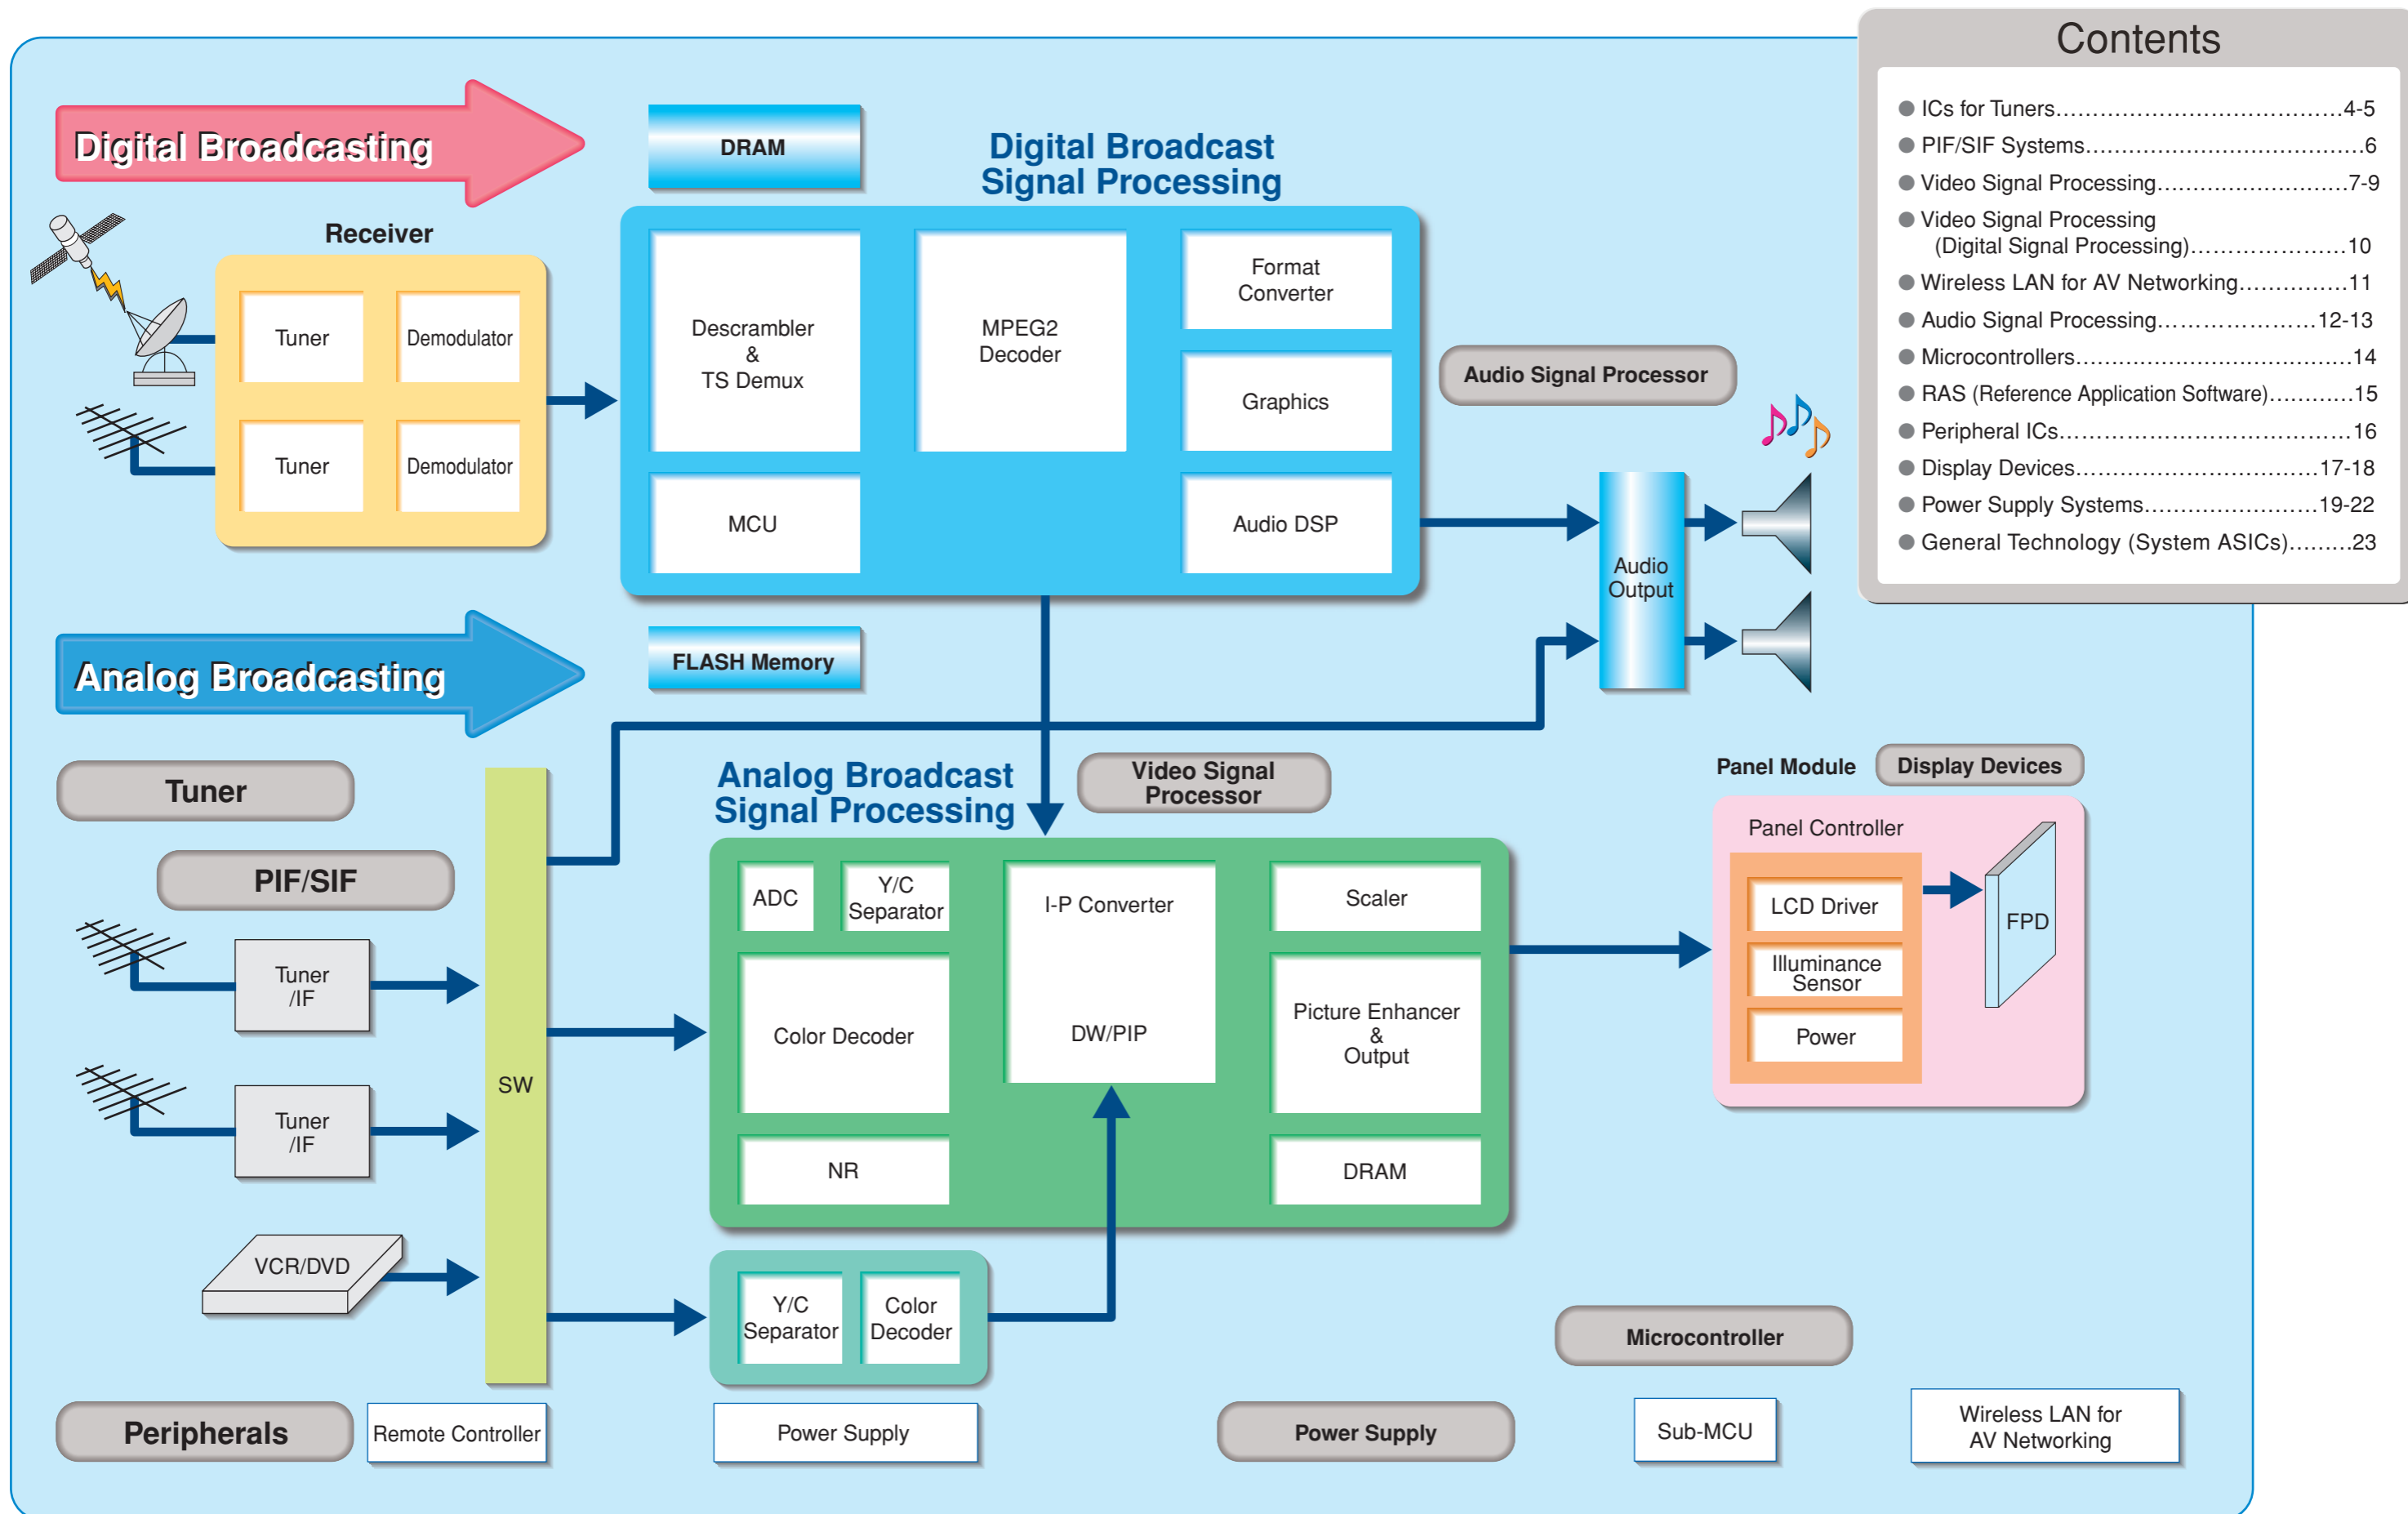 Contents
● ICs for Tuners……………………………………4-5
● PIF/SIF Systems…………………………………6
● Video Signal Processing………………………7-9
● Video Signal Processing
(Digital Signal Processing)…………………10
● Wireless LAN for AV Networking……………11
● Audio Signal Processing…………………12-13
● Microcontrollers…………………………………14
● RAS (Reference Application Software)…………15
● Peripheral ICs……………………………………16
● Display Devices……………………………17-18
● Power Supply Systems……………………19-22
● General Technology (System ASICs)………23
Digital Broadcasting
DRAM
Digital Broadcast
Signal Processing
Receiver
Tuner
Demodulator
Tuner
Demodulator
Descrambler
&
TS Demux
MPEG2
Decoder
Format
Converter
Graphics
MCU
Audio DSP
Audio Signal Processor
Audio
Output
Analog Broadcasting
FLASH Memory
Tuner
PIF/SIF
Tuner
/IF
Tuner
/IF
VCR/DVD
SW
Analog Broadcast
Signal Processing
Video Signal
Processor
ADC
Y/C
Separator
I-P Converter
DW/PIP
Scaler
Color Decoder
Picture Enhancer
&
Output
NR
DRAM
Y/C
Separator
Color
Decoder
Panel Module
Display Devices
Panel Controller
LCD Driver
Illuminance
Sensor
Power
FPD
Microcontroller
Peripherals
Remote Controller
Power Supply
Power Supply
Sub-MCU
Wireless LAN for
AV Networking